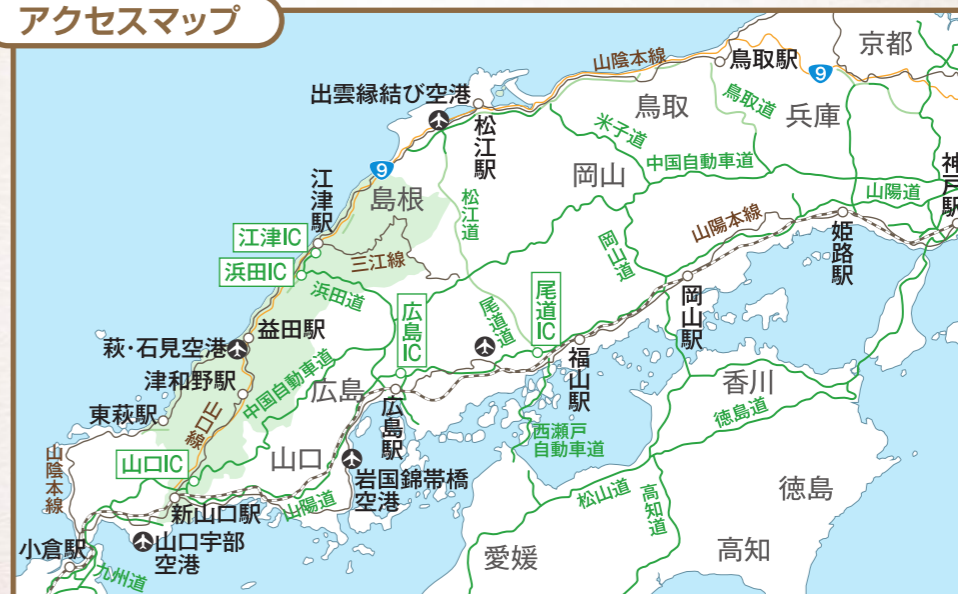 アクセスマップ
京都
山陰本線
鳥取駅
9
出雲縁結び空港
鳥取
鳥取道
兵庫
松江駅
米子道
中国自動車道
神戸駅
9
岡山
山陽道
江津駅
島根
松江道
山陽本線
姫路駅
江津IC
岡山道
浜田IC
三江線
浜田道
広島IC
尾道道
尾道IC
岡山駅
益田駅
萩・石見空港
福山駅
津和野駅
中国自動車道
広島
香川
東萩駅
山口線
広島駅
徳島道
西瀬戸
自動車道
山陰本線
山口IC
山口
岩国錦帯橋
空港
松山道
高知道
徳島
新山口駅
山陽道
小倉駅
山口宇部
空港
九州道
愛媛
高知